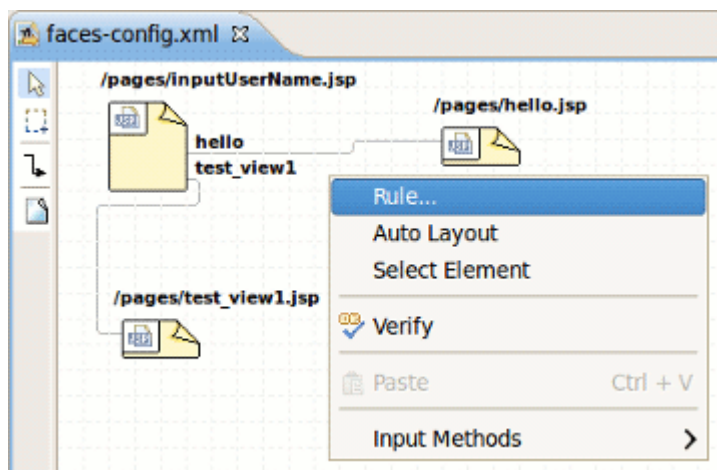 faces-config.xml
/pages/inputUserName.jsp
/pages/hello.jsp
hello
test_view1
Rule...
Auto Layout
Select Element
/pages/test_view1.jsp
Verify
Paste Ctrl + V
Input Methods